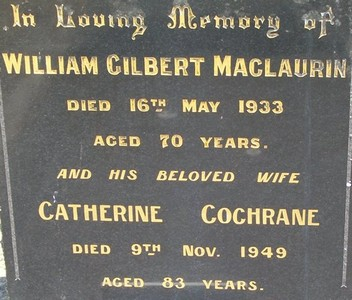 In Loving Memory of
WILLIAM GILBERT MACLAURIN
DIED 16TH MAY 1933
AGED 70 YEARS.
AND HIS BELOVED WIFE
CATHERINE COCHRANE
DIED 9TH NOV. 1949
AGED 83 YEARS.